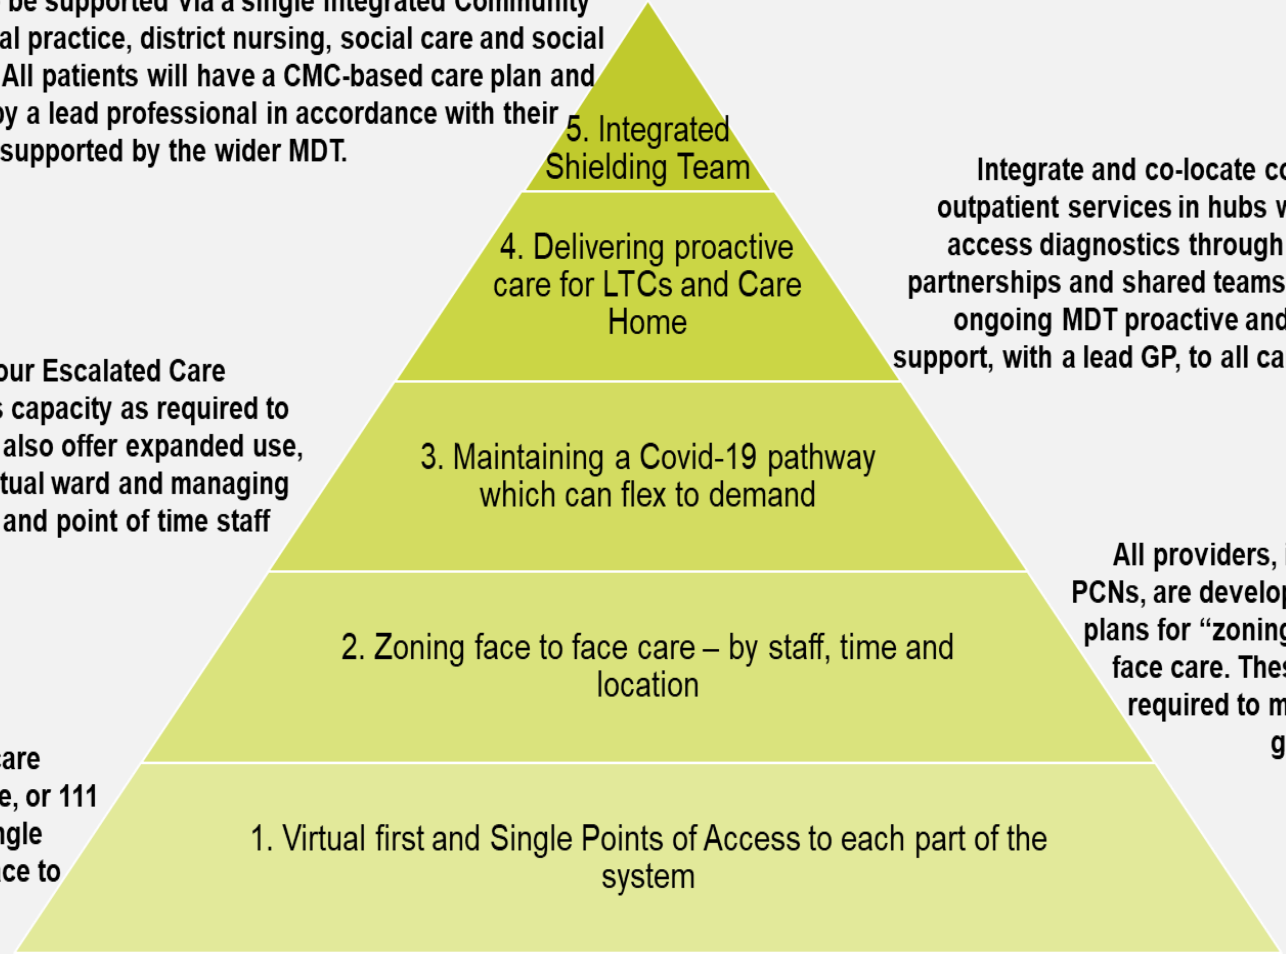 be supported via a single Integrated Community
al practice, district nursing, social care and social
All patients will have a CMC-based care plan and
by a lead professional in accordance with their
supported by the wider MDT.
5. Integrated
Shielding Team
Integrate and co-locate
outpatient services in hubs
access diagnostics through
partnerships and shared teams
ongoing MDT proactive and
support, with a lead GP, to all
4. Delivering proactive
care for LTCs and Care
Home
our Escalated Care
s capacity as required to
also offer expanded use,
tual ward and managing
and point of time staff
3. Maintaining a Covid-19 pathway
which can flex to demand
All providers,
PCNs, are develop
plans for “zoning
face care. Thes
required to m
g
2. Zoning face to face care – by staff, time and
location
care
e, or 111
ngle
ce to
1. Virtual first and Single Points of Access to each part of the
system